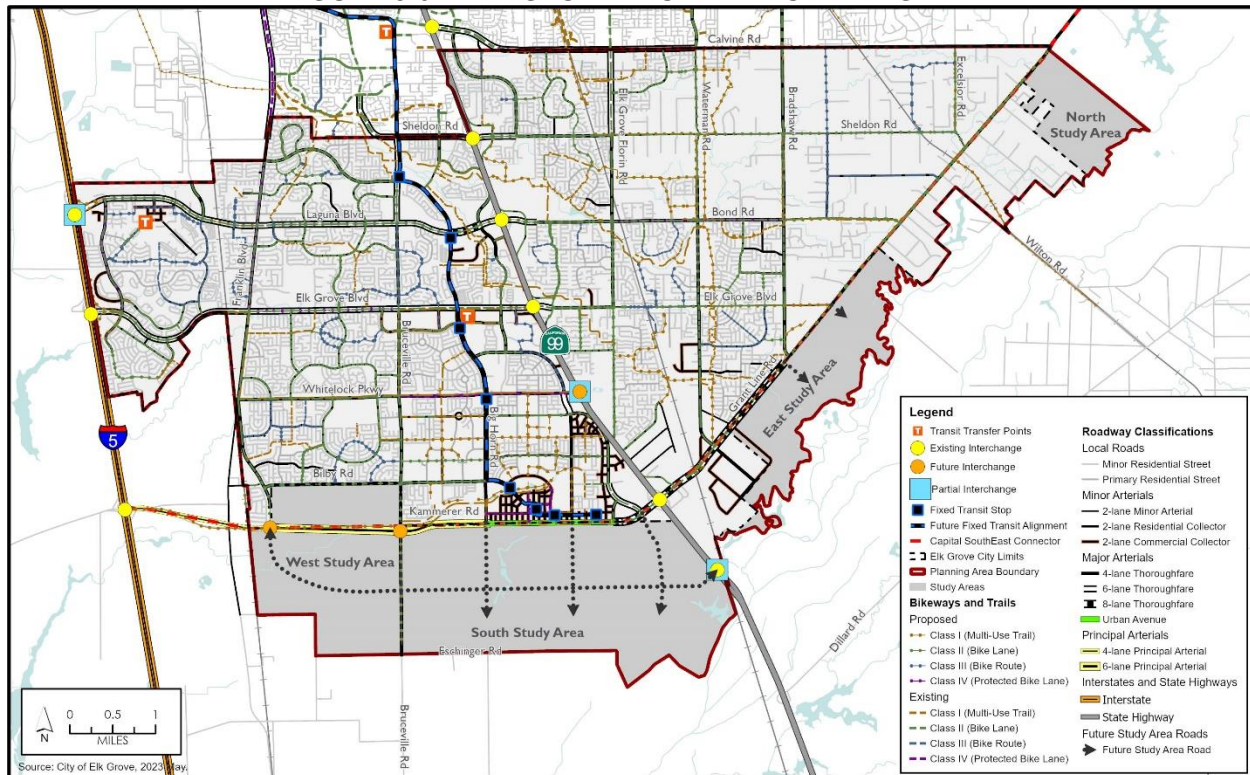 Calvine Rd
Excelsior Rd
North
Study Area
Sheldon Rd
Elk Grove Florin Rd
Waterman Rd
Bradshaw Rd
Sheldon Rd
Laguna Blvd
Bond Rd
Franklin Blvd
Wilton Rd
Elk Grove Blvd
Elk Grove Blvd
Bruceville Rd
CALIFORNIA
99
Grant Line Rd
East Study Area
Whitelock Pkwy
Big Horn Rd
5
Bilby Rd
Kammerer Rd
West Study Area
South Study Area
Eschinger Rd
Dillard Rd
Bruceville Rd
T
T
T
Legend
T Transit Transfer Points
Existing Interchange
Future Interchange
Partial Interchange
Fixed Transit Stop
Future Fixed Transit Alignment
Capital SouthEast Connector
Elk Grove City Limits
Planning Area Boundary
Study Areas
Bikeways and Trails
Proposed
Class I (Multi-Use Trail)
Class II (Bike Lane)
Class III (Bike Route)
Class IV (Protected Bike Lane)
Existing
Class I (Multi-Use Trail)
Class II (Bike Lane)
Class III (Bike Route)
Class IV (Protected Bike Lane)
Roadway Classifications
Local Roads
Minor Residential Street
Primary Residential Street
Minor Arterials
2-lane Minor Arterial
2-lane Residential Collector
2-lane Commercial Collector
Major Arterials
4-lane Thoroughfare
6-lane Thoroughfare
8-lane Thoroughfare
Urban Avenue
Principal Arterials
4-lane Principal Arterial
6-lane Principal Arterial
Interstates and State Highways
Interstate
State Highway
Future Study Area Roads
Future Study Area Road
N
0 0.5 1
MILES
Source: City of Elk Grove, 2023 May.